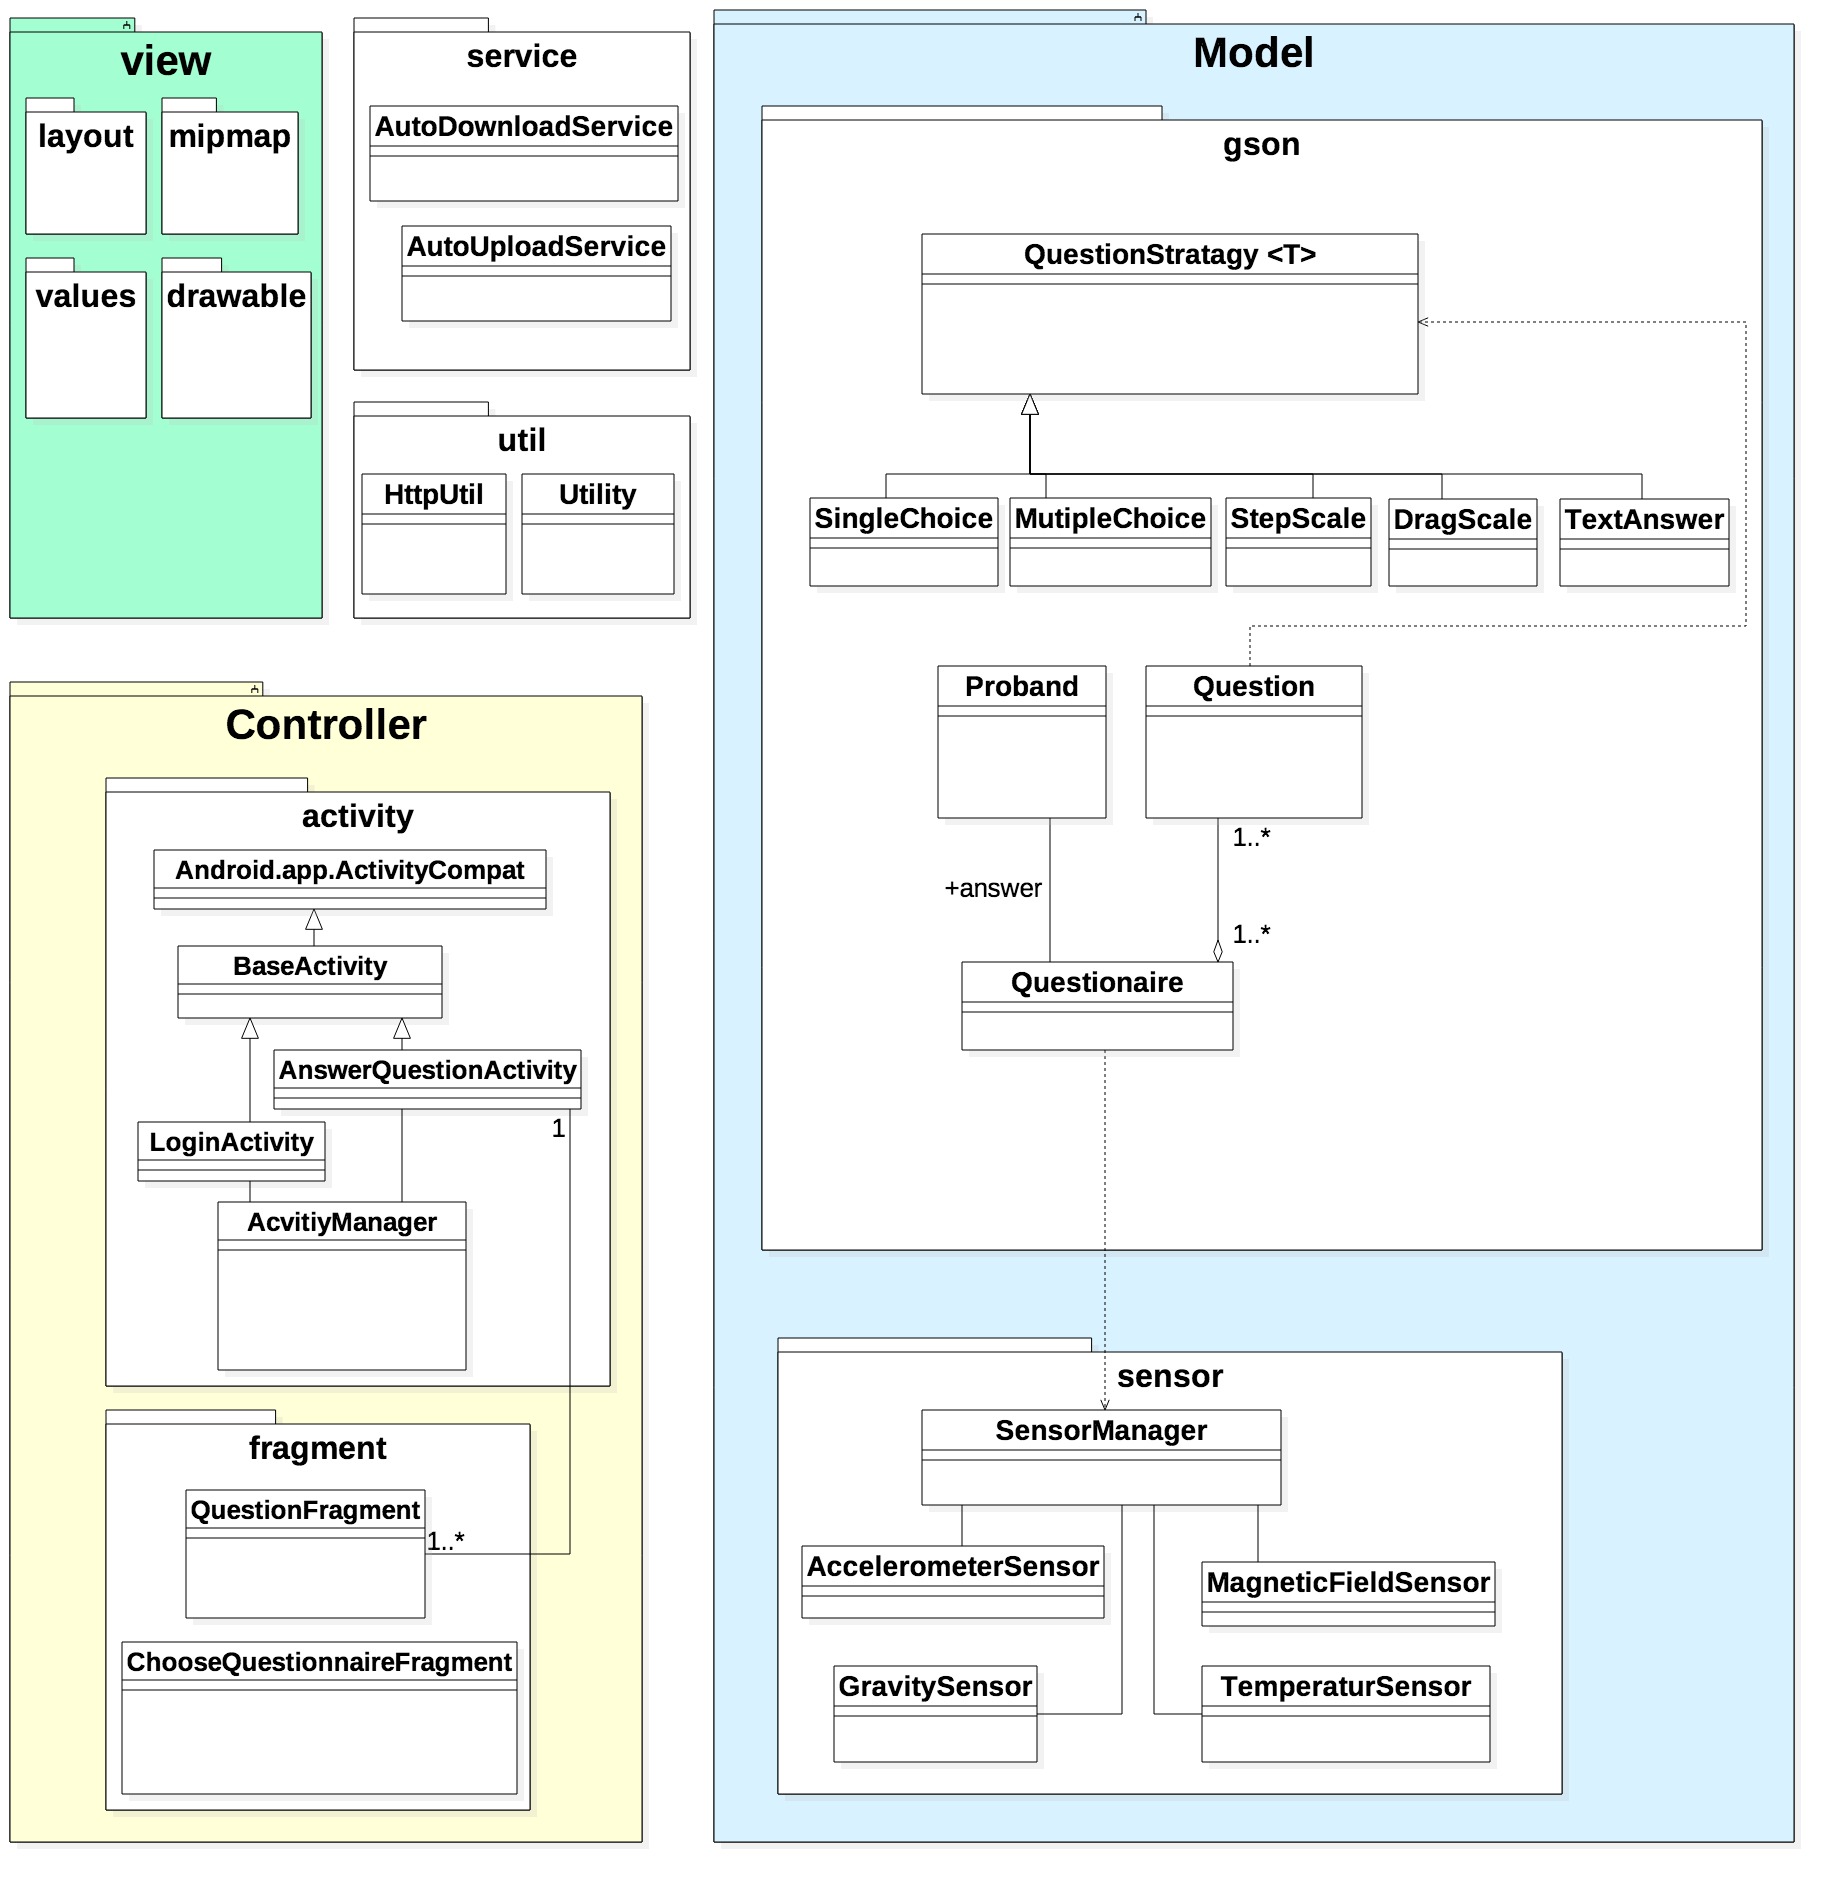 view
layout
mipmap
values
drawable
service
AutoDownloadService
AutoUploadService
util
HttpUtil
Utility
Model
gson
QuestionStratagy <T>
SingleChoice
MutipleChoice
StepScale
DragScale
TextAnswer
Proband
Question
1..*
+answer
1..*
Questionaire
sensor
SensorManager
AccelerometerSensor
MagneticFieldSensor
GravitySensor
TemperaturSensor
Controller
activity
Android.app.ActivityCompat
BaseActivity
AnswerQuestionActivity
1
LoginActivity
AcvitiyManager
fragment
QuestionFragment
1..*
ChooseQuestionnaireFragment